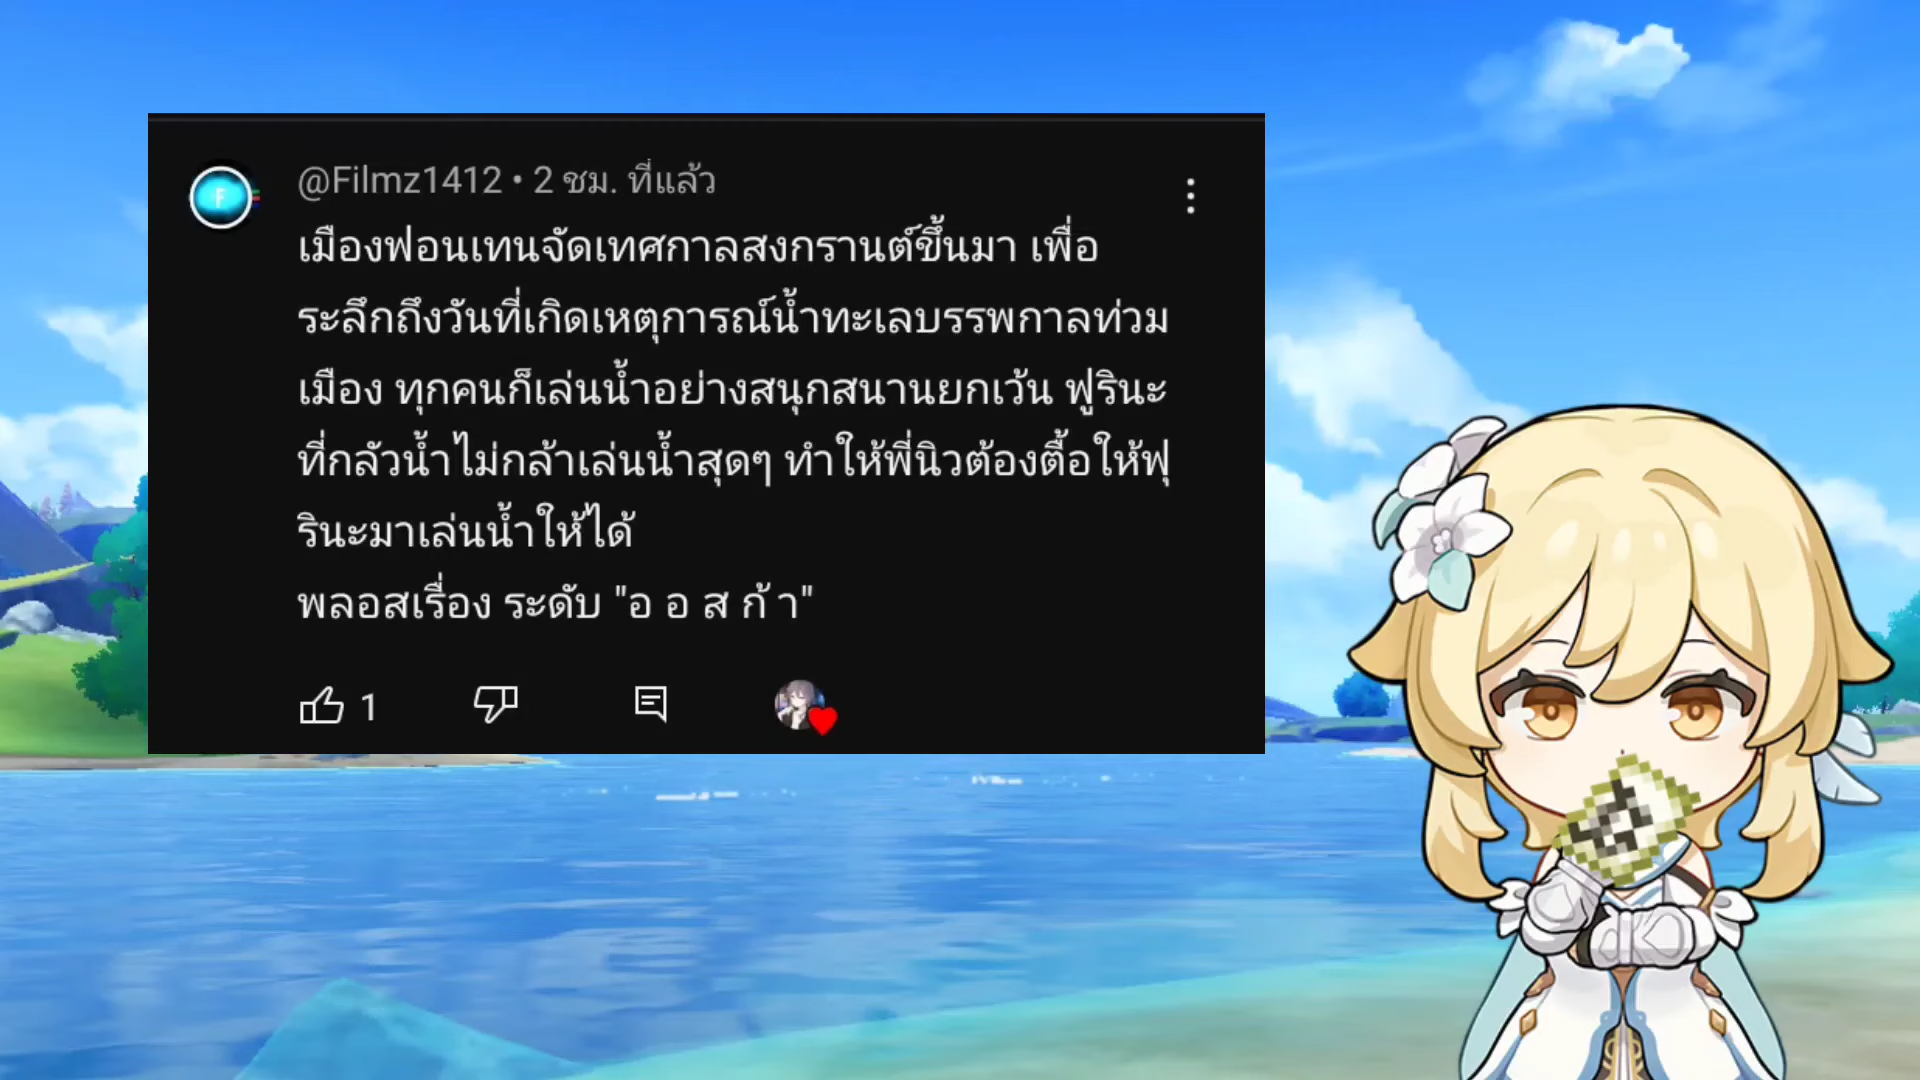 @Filmz1412 • 2 ชม. ที่แล้ว
เมืองฟอนเทนจัดเทศกาลสงกรานต์ขึ้นมา เพื่อ
ระลึกถึงวันที่เกิดเหตุการณ์น้ำทะเลบรรพกาลท่วม
เมือง ทุกคนก็เล่นน้ำอย่างสนุกสนานยกเว้น ฟูรินะ
ที่กลัวน้ำไม่กล้าเล่นน้ำสุดๆ ทำให้พี่นิวต้องตื้อให้ฟุ
รินะมาเล่นน้ำให้ได้
พลอสเรื่อง ระดับ "อ อ ส ก้ า"
1
F